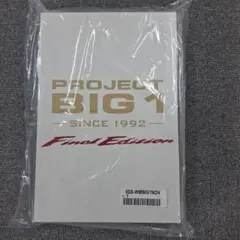 PROJECT
BIG 1
SINCE 1992
Final Edition